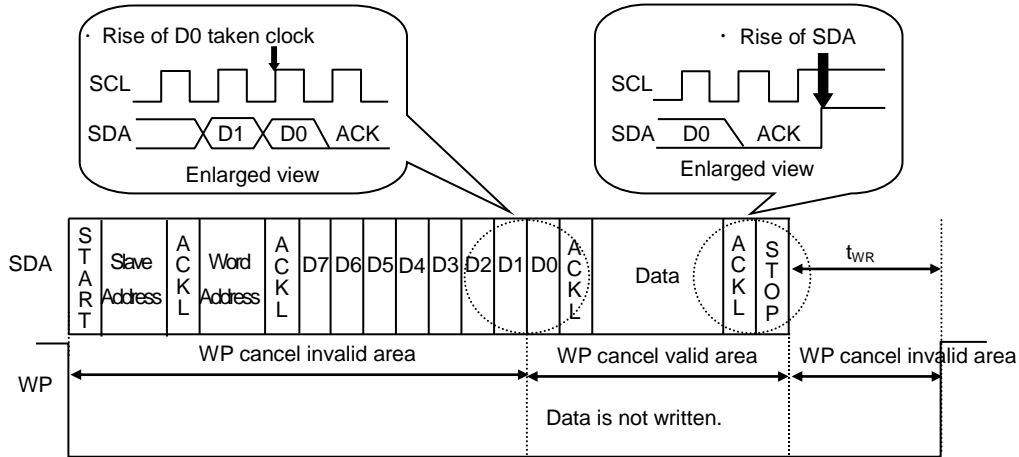 · Rise of D0 taken clock
SCL
SDA D1 D0 ACK
Enlarged view
· Rise of SDA
SCL
SDA D0 ACK
Enlarged view
SDA START Slave Address ACKL Word Address ACKL D7 D6 D5 D4 D3 D2 D1 D0 ACKL Data ACKL STOP tWR
WP cancel invalid area WP cancel valid area WP cancel invalid area
WP
Data is not written.